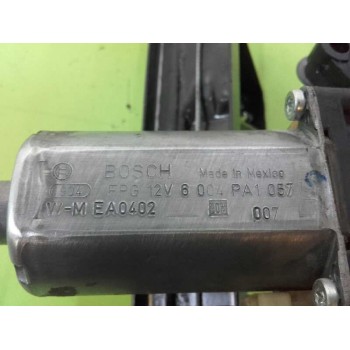 BOSCH Made in Mexico
FPG 12V 6 004 PA1 057
W-M EA0402 007